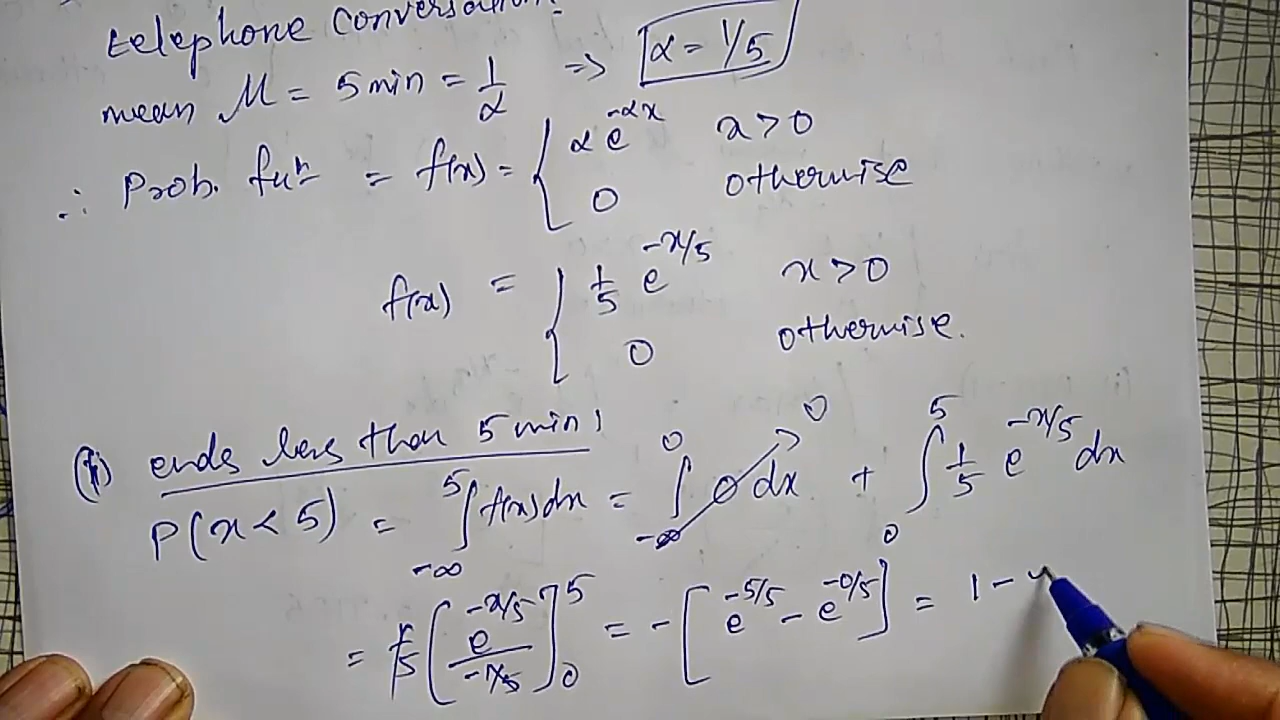 telephone conversation.
mean M = 5 min = 1/α => α = 1/5
∴ Prob. fuⁿ = f(x) = { α e^{-αx} x > 0
0 otherwise
f(x) = { 1/5 e^{-x/5} x > 0
0 otherwise.
(i) ends less than 5 min :
P(x < 5) = ∫_{-∞}^{5} f(x) dx = ∫_{-∞}^{0} 0 dx → 0 + ∫_{0}^{5} 1/5 e^{-x/5} dx
= 1/5 [ e^{-x/5} / -1/5 ]_{0}^{5} = - [ e^{-5/5} - e^{-0/5} ] = 1 -